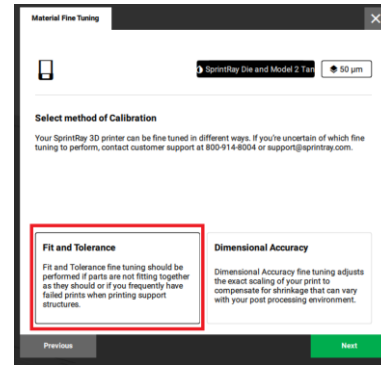 Material Fine Tuning
SprintRay Die and Model 2 Tan
50 µm
Select method of Calibration
Your SprintRay 3D printer can be fine tuned in different ways. If you're uncertain of which fine
tuning to perform, contact customer support at 800-914-8004 or support@sprintray.com.
Fit and Tolerance
Fit and Tolerance fine tuning should be
performed if parts are not fitting together
as they should or if you frequently have
failed prints when printing support
structures.
Dimensional Accuracy
Dimensional Accuracy fine tuning adjusts
the exact scaling of your print to
compensate for shrinkage that can vary
with your post processing environment.
Previous
Next